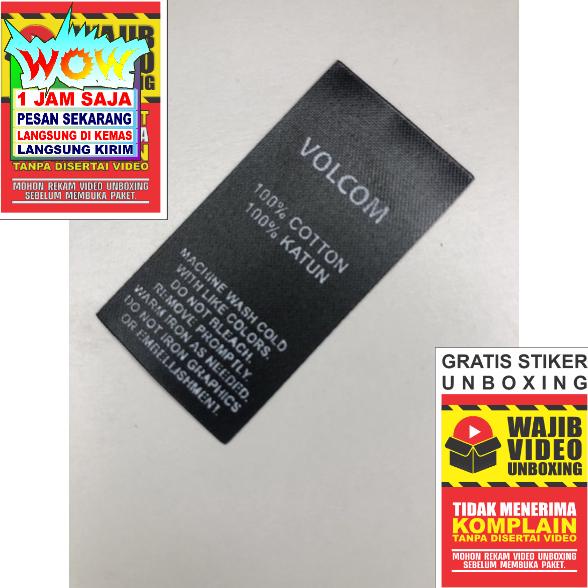 WAJIB
VIDEO
WOW
1 JAM SAJA
PESAN SEKARANG
LANGSUNG DI KEMAS
LANGSUNG KIRIM
TANPA DISERTAI VIDEO
MOHON REKAM VIDEO UNBOXING
SEBELUM MEMBUKA PAKET.
VOLCOM
100% COTTON
100% KATUN
MACHINE WASH COLD
WITH LIKE COLORS.
DO NOT BLEACH.
REMOVE PROMPTLY.
WARM IRON AS NEEDED.
DO NOT IRON GRAPHICS
OR EMBELLISHMENT.
GRATIS STIKER
UNBOXING
WAJIB
VIDEO
UNBOXING
TIDAK MENERIMA
KOMPLAIN
TANPA DISERTAI VIDEO
MOHON REKAM VIDEO UNBOXING
SEBELUM MEMBUKA PAKET.